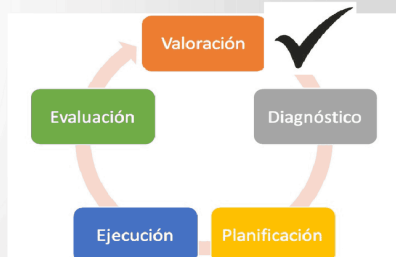 Valoración
Diagnóstico
Planificación
Ejecución
Evaluación